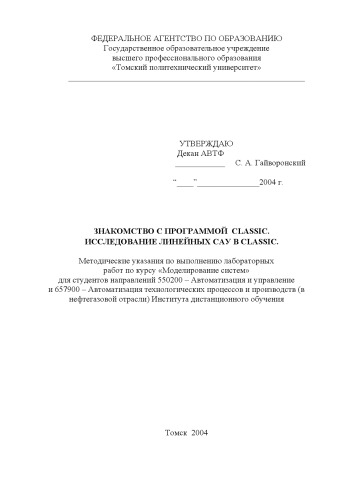 ФЕДЕРАЛЬНОЕ АГЕНТСТВО ПО ОБРАЗОВАНИЮ
Государственное образовательное учреждение
высшего профессионального образования
«Томский политехнический университет»
УТВЕРЖДАЮ
Декан АВТФ
____________ С. А. Гайворонский
“____”________________2004 г.
ЗНАКОМСТВО С ПРОГРАММОЙ CLASSIC.
ИССЛЕДОВАНИЕ ЛИНЕЙНЫХ САУ В CLASSIC.
Методические указания по выполнению лабораторных
работ по курсу «Моделирование систем»
для студентов направлений 550200 – Автоматизация и управление
и 657900 – Автоматизация технологических процессов и производств (в
нефтегазовой отрасли) Института дистанционного обучения
Томск 2004